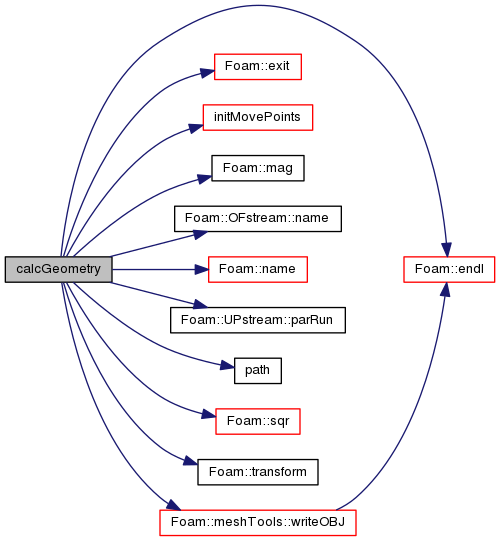 Foam::exit
initMovePoints
Foam::mag
Foam::OFstream::name
calcGeometry
Foam::name
Foam::endl
Foam::UPstream::parRun
path
Foam::sqr
Foam::transform
Foam::meshTools::writeOBJ